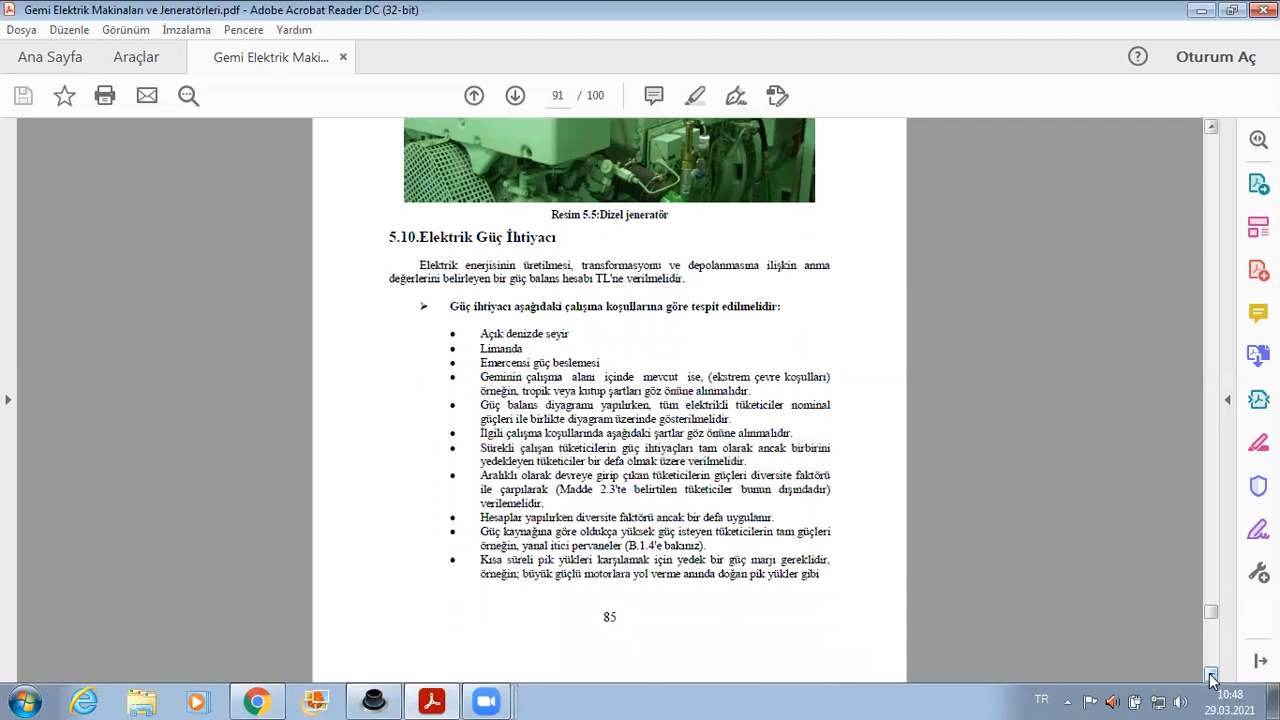 Gemi Elektrik Makinaları ve Jeneratörleri.pdf - Adobe Acrobat Reader DC (32-bit)
Dosya Düzenle Görünüm İmzalama Pencere Yardım
Ana Sayfa Araçlar Gemi Elektrik Maki... × Oturum Aç
91 / 100
Resim 5.5:Dizel jeneratör
5.10.Elektrik Güç İhtiyacı
Elektrik enerjisinin üretilmesi, transformasyonu ve depolanmasına ilişkin anma
değerlerini belirleyen bir güç balans hesabı TL'ne verilmelidir.
➢ Güç ihtiyacı aşağıdaki çalışma koşullarına göre tespit edilmelidir:
• Açık denizde seyir
• Limanda
• Emercensi güç beslemesi
• Geminin çalışma alanı içinde mevcut ise, (ekstrem çevre koşulları)
örneğin, tropik veya kutup şartları göz önüne alınmalıdır.
• Güç balans diyagramı yapılırken, tüm elektrikli tüketiciler nominal
güçleri ile birlikte diyagram üzerinde gösterilmelidir.
• İlgili çalışma koşullarında aşağıdaki şartlar göz önüne alınmalıdır.
• Sürekli çalışan tüketicilerin güç ihtiyaçları tam olarak ancak birbirini
yedekleyen tüketiciler bir defa olmak üzere verilmelidir.
• Aralıklı olarak devreye girip çıkan tüketicilerin güçleri diversite faktörü
ile çarpılarak (Madde 2.3'te belirtilen tüketiciler bunun dışındadır)
verilemelidir.
• Hesaplar yapılırken diversite faktörü ancak bir defa uygulanır.
• Güç kaynağına göre oldukça yüksek güç isteyen tüketicilerin tam güçleri
örneğin, yanal itici pervaneler (B.1.4'e bakınız).
• Kısa süreli pik yükleri karşılamak için yedek bir güç marjı gereklidir,
örneğin; büyük güçlü motorlara yol verme anında doğan pik yükler gibi
85
TR
10:48
29.03.2021